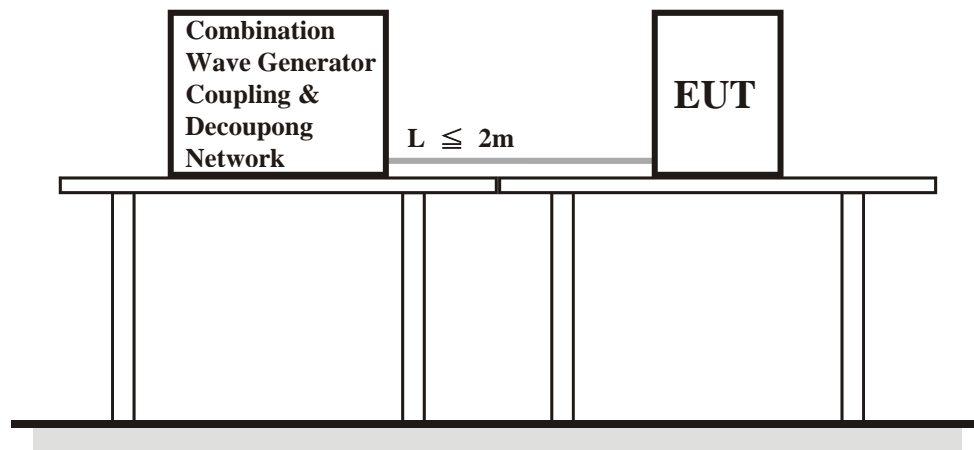 Combination
Wave Generator
Coupling &
Decoupong
Network
L ≦ 2m
EUT